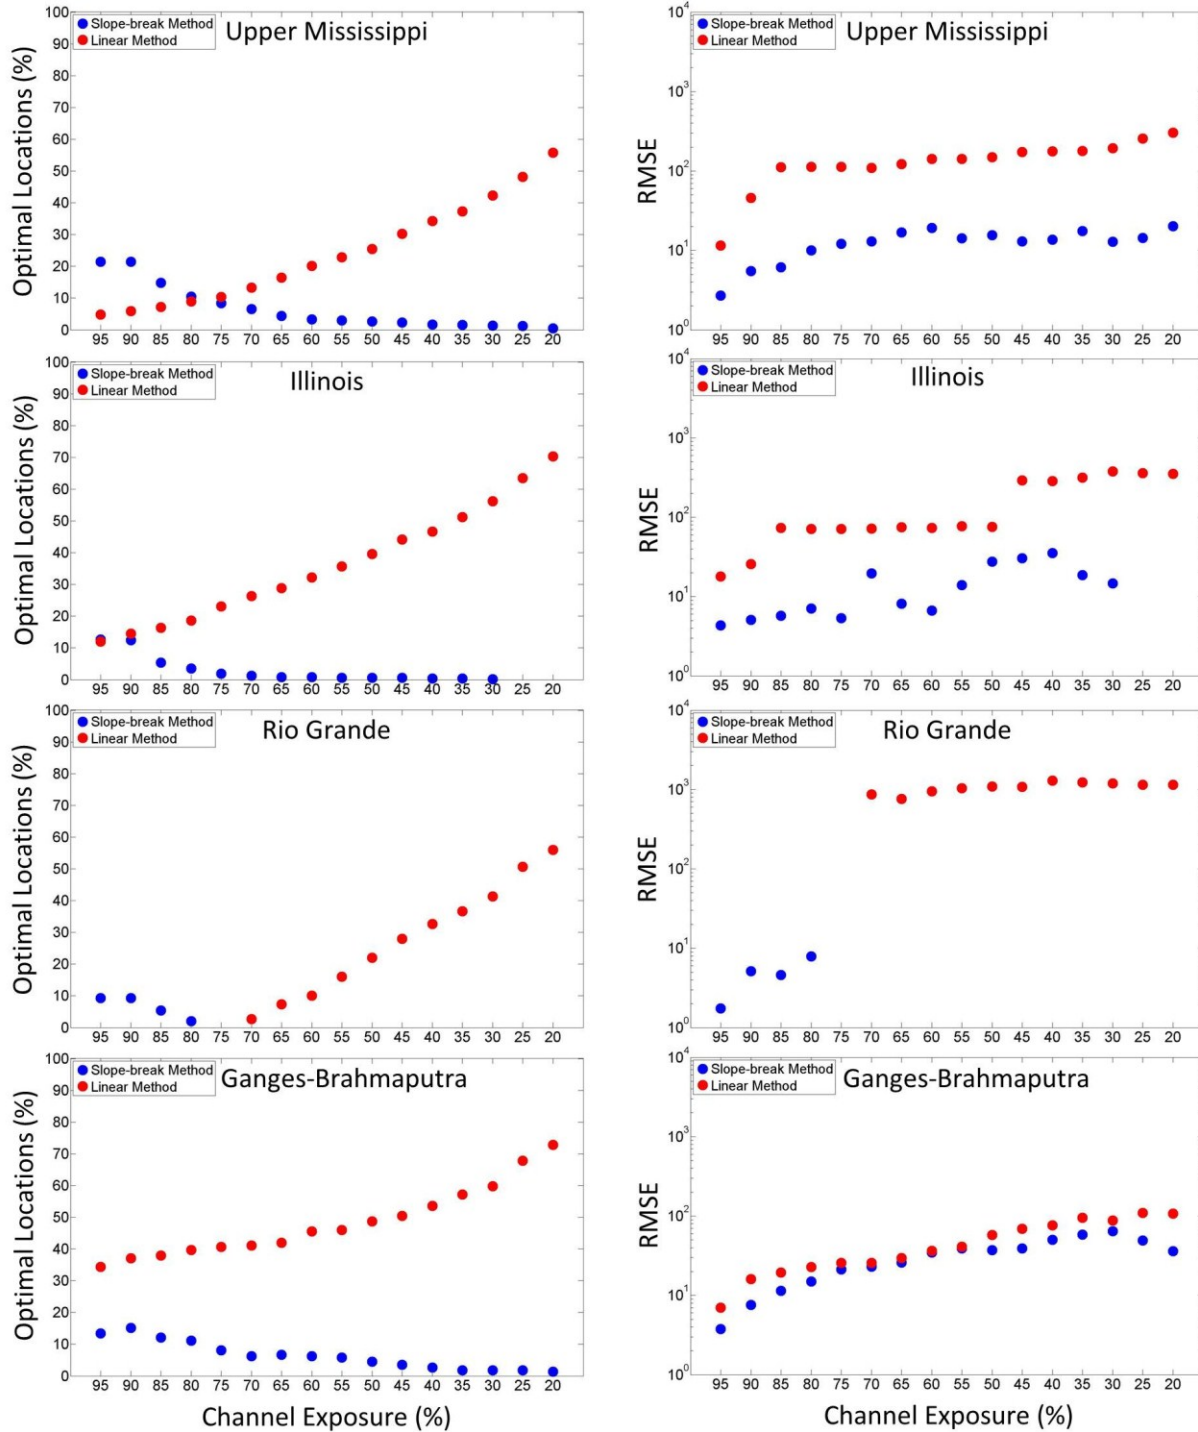 Upper Mississippi
Slope-break Method
Linear Method
Optimal Locations (%)
100
90
80
70
60
50
40
30
20
10
0
95 90 85 80 75 70 65 60 55 50 45 40 35 30 25 20
Upper Mississippi
Slope-break Method
Linear Method
RMSE
10^4
10^3
10^2
10^1
10^0
95 90 85 80 75 70 65 60 55 50 45 40 35 30 25 20
Illinois
Slope-break Method
Linear Method
Optimal Locations (%)
100
90
80
70
60
50
40
30
20
10
0
95 90 85 80 75 70 65 60 55 50 45 40 35 30 25 20
Illinois
Slope-break Method
Linear Method
RMSE
10^4
10^3
10^2
10^1
10^0
95 90 85 80 75 70 65 60 55 50 45 40 35 30 25 20
Rio Grande
Slope-break Method
Linear Method
Optimal Locations (%)
100
90
80
70
60
50
40
30
20
10
0
95 90 85 80 75 70 65 60 55 50 45 40 35 30 25 20
Rio Grande
Slope-break Method
Linear Method
RMSE
10^4
10^3
10^2
10^1
10^0
95 90 85 80 75 70 65 60 55 50 45 40 35 30 25 20
Ganges-Brahmaputra
Slope-break Method
Linear Method
Optimal Locations (%)
100
90
80
70
60
50
40
30
20
10
0
95 90 85 80 75 70 65 60 55 50 45 40 35 30 25 20
Channel Exposure (%)
Ganges-Brahmaputra
Slope-break Method
Linear Method
RMSE
10^4
10^3
10^2
10^1
10^0
95 90 85 80 75 70 65 60 55 50 45 40 35 30 25 20
Channel Exposure (%)